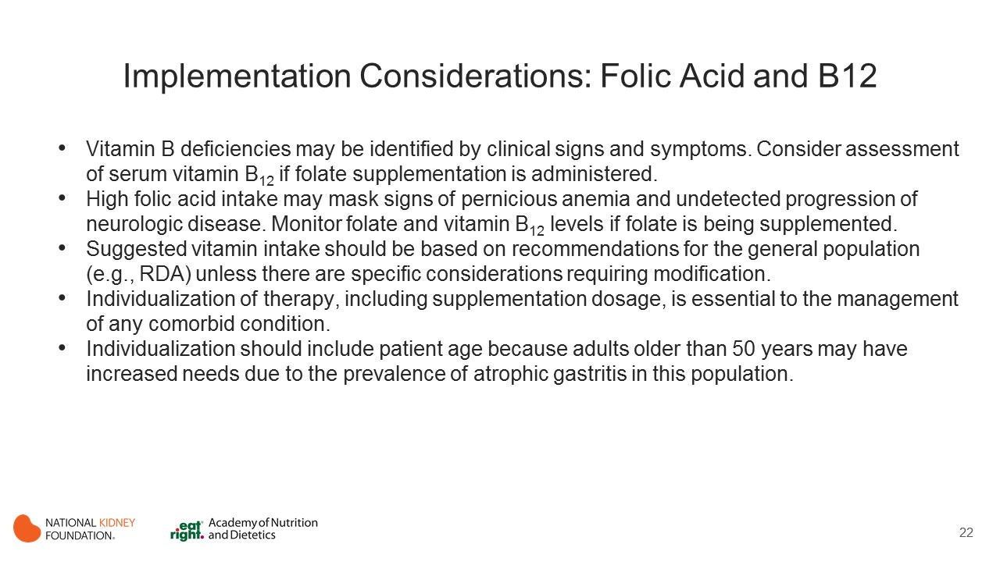 Implementation Considerations: Folic Acid and B12
• Vitamin B deficiencies may be identified by clinical signs and symptoms. Consider assessment
of serum vitamin B12 if folate supplementation is administered.
• High folic acid intake may mask signs of pernicious anemia and undetected progression of
neurologic disease. Monitor folate and vitamin B12 levels if folate is being supplemented.
• Suggested vitamin intake should be based on recommendations for the general population
(e.g., RDA) unless there are specific considerations requiring modification.
• Individualization of therapy, including supplementation dosage, is essential to the management
of any comorbid condition.
• Individualization should include patient age because adults older than 50 years may have
increased needs due to the prevalence of atrophic gastritis in this population.
NATIONAL KIDNEY
FOUNDATION®
eat
right.
Academy of Nutrition
and Dietetics
22